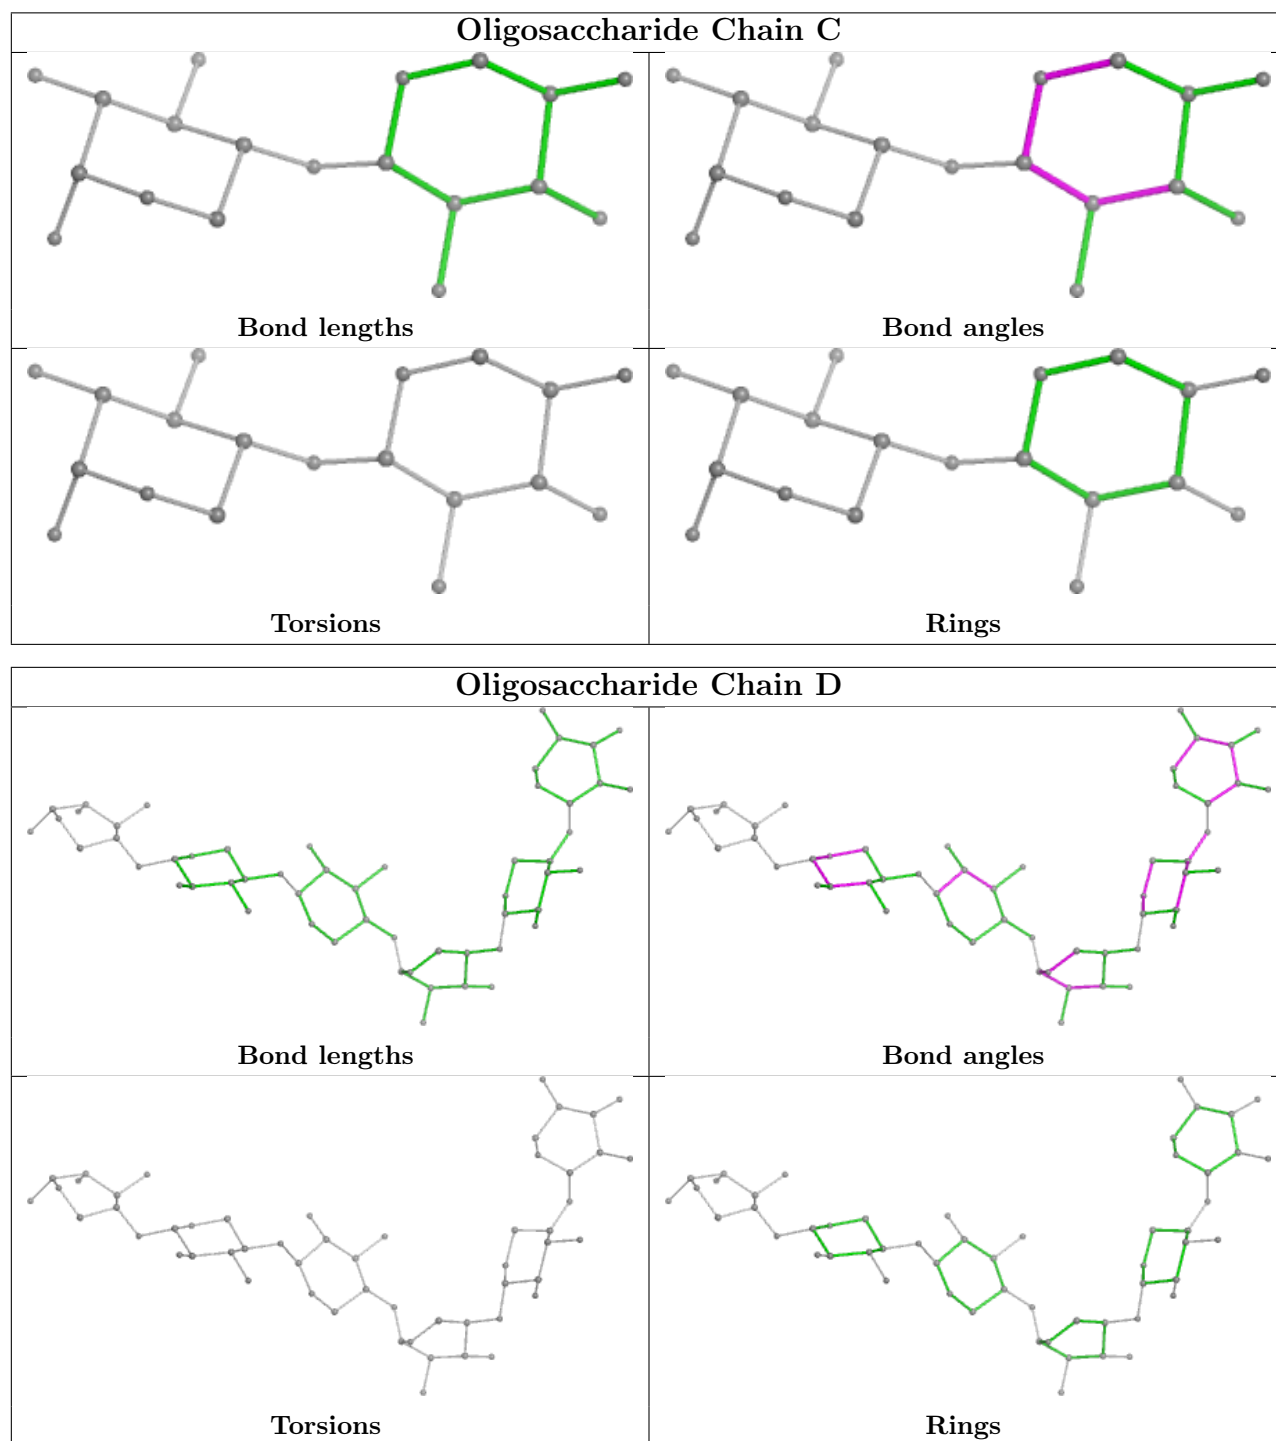 Oligosaccharide Chain C
Bond lengths
Bond angles
Torsions
Rings
Oligosaccharide Chain D
Bond lengths
Bond angles
Torsions
Rings